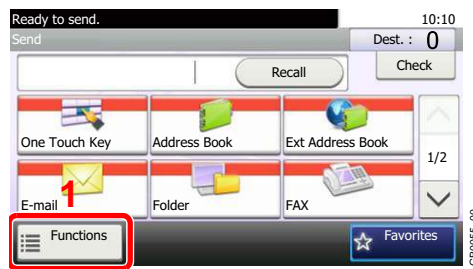 Ready to send. 10:10
Send Dest. : 0
Recall Check
One Touch Key Address Book Ext Address Book
1/2
1
E-mail Folder FAX
Functions Favorites